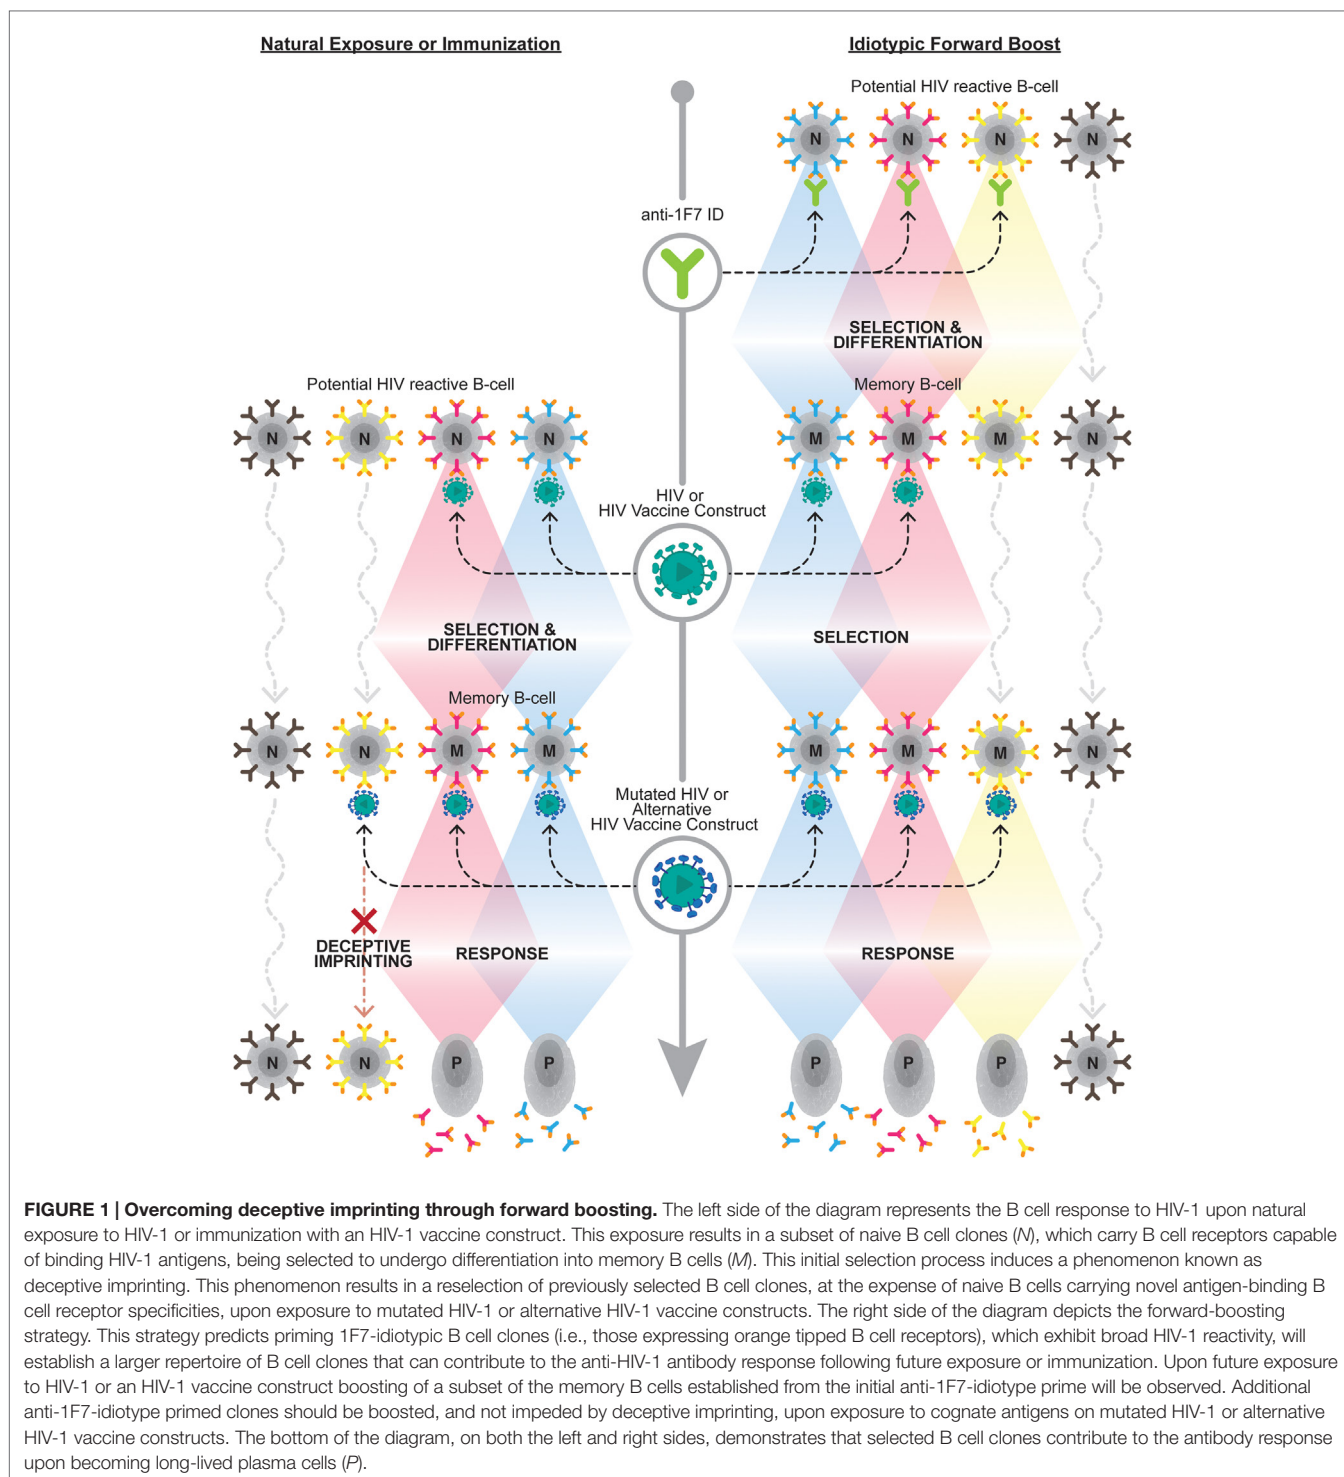 Natural Exposure or Immunization
Idiotypic Forward Boost
Potential HIV reactive B-cell
N
N
N
N
anti-1F7 ID
SELECTION &
DIFFERENTIATION
Potential HIV reactive B-cell
Memory B-cell
N
N
N
N
M
M
M
N
HIV or
HIV Vaccine Construct
SELECTION &
DIFFERENTIATION
SELECTION
Memory B-cell
N
N
M
M
M
M
M
N
Mutated HIV or
Alternative
HIV Vaccine Construct
DECEPTIVE
IMPRINTING
RESPONSE
RESPONSE
N
N
P
P
P
P
P
N
FIGURE 1 | Overcoming deceptive imprinting through forward boosting. The left side of the diagram represents the B cell response to HIV-1 upon natural
exposure to HIV-1 or immunization with an HIV-1 vaccine construct. This exposure results in a subset of naive B cell clones (N), which carry B cell receptors capable
of binding HIV-1 antigens, being selected to undergo differentiation into memory B cells (M). This initial selection process induces a phenomenon known as
deceptive imprinting. This phenomenon results in a reselection of previously selected B cell clones, at the expense of naive B cells carrying novel antigen-binding B
cell receptor specificities, upon exposure to mutated HIV-1 or alternative HIV-1 vaccine constructs. The right side of the diagram depicts the forward-boosting
strategy. This strategy predicts priming 1F7-idiotypic B cell clones (i.e., those expressing orange tipped B cell receptors), which exhibit broad HIV-1 reactivity, will
establish a larger repertoire of B cell clones that can contribute to the anti-HIV-1 antibody response following future exposure or immunization. Upon future exposure
to HIV-1 or an HIV-1 vaccine construct boosting of a subset of the memory B cells established from the initial anti-1F7-idiotype prime will be observed. Additional
anti-1F7-idiotype primed clones should be boosted, and not impeded by deceptive imprinting, upon exposure to cognate antigens on mutated HIV-1 or alternative
HIV-1 vaccine constructs. The bottom of the diagram, on both the left and right sides, demonstrates that selected B cell clones contribute to the antibody response
upon becoming long-lived plasma cells (P).